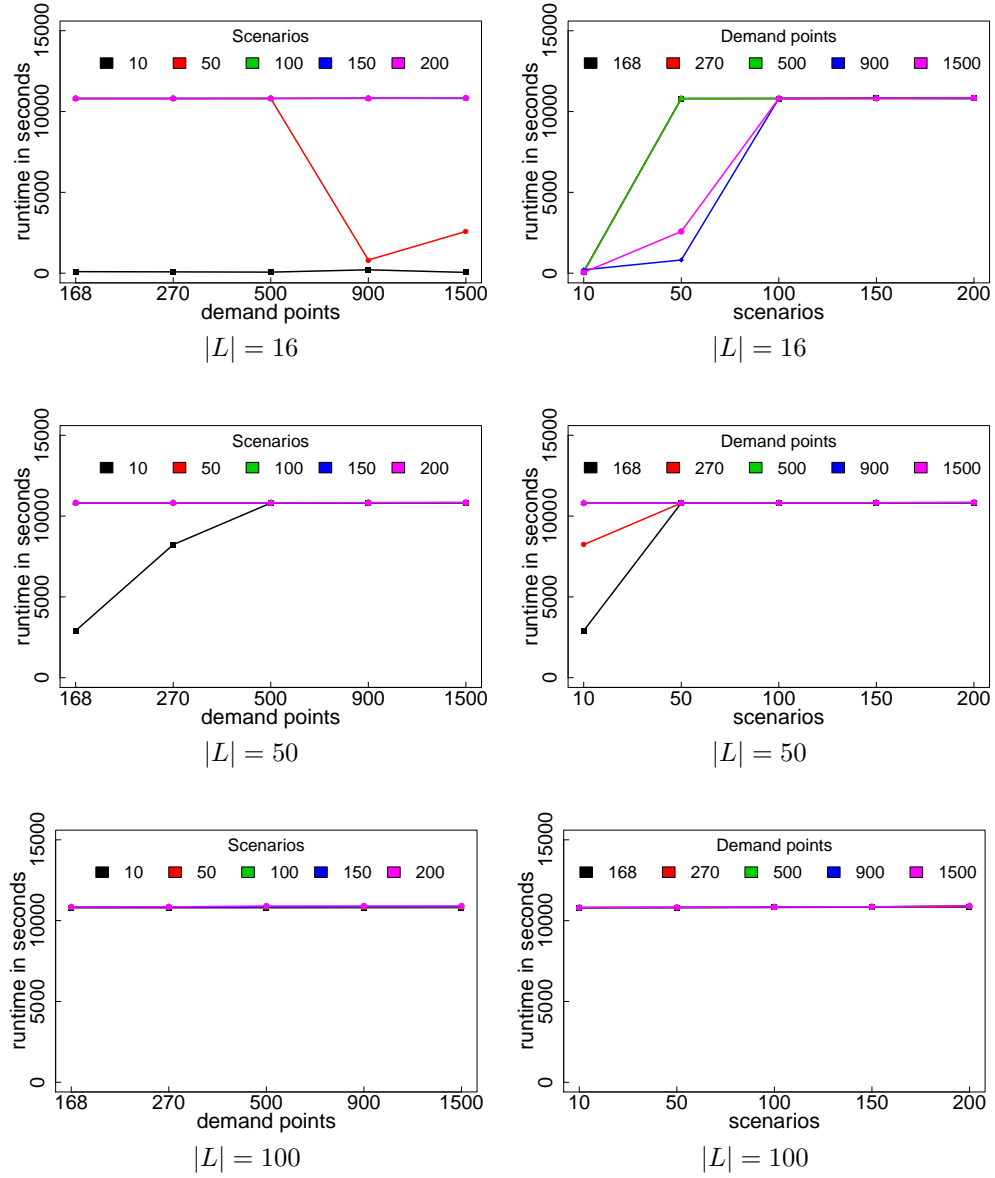 Scenarios
10 50 100 150 200
runtime in seconds
0 5000 10000 15000
168 270 500 900 1500
demand points
|L| = 16
Demand points
168 270 500 900 1500
runtime in seconds
0 5000 10000 15000
10 50 100 150 200
scenarios
|L| = 16
Scenarios
10 50 100 150 200
runtime in seconds
0 5000 10000 15000
168 270 500 900 1500
demand points
|L| = 50
Demand points
168 270 500 900 1500
runtime in seconds
0 5000 10000 15000
10 50 100 150 200
scenarios
|L| = 50
Scenarios
10 50 100 150 200
runtime in seconds
0 5000 10000 15000
168 270 500 900 1500
demand points
|L| = 100
Demand points
168 270 500 900 1500
runtime in seconds
0 5000 10000 15000
10 50 100 150 200
scenarios
|L| = 100